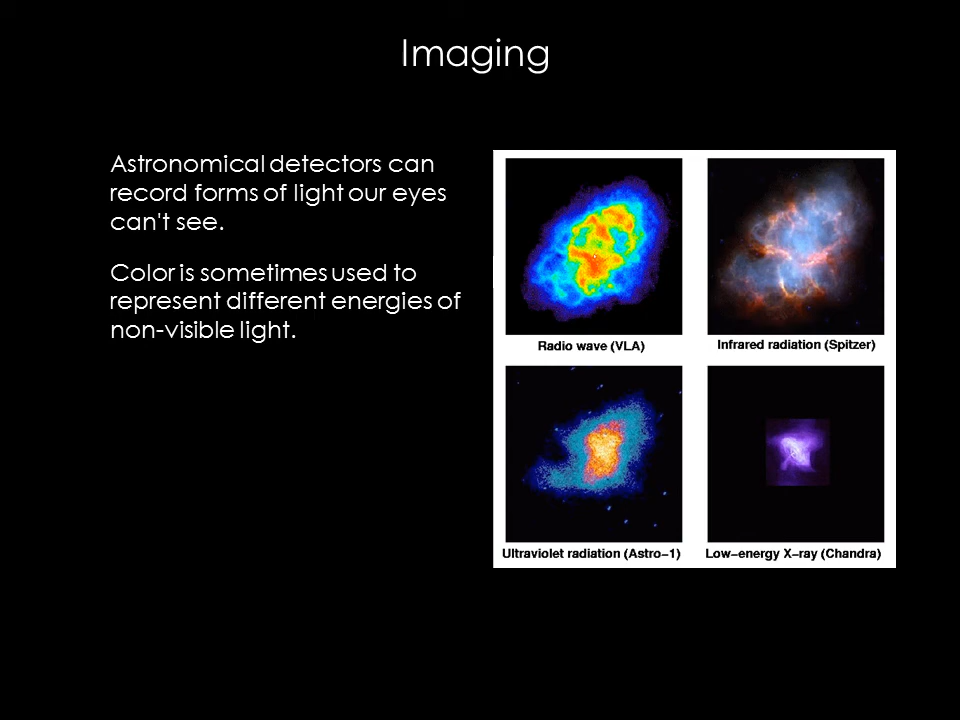 Imaging
Astronomical detectors can
record forms of light our eyes
can't see.
Color is sometimes used to
represent different energies of
non-visible light.
Radio wave (VLA)
Infrared radiation (Spitzer)
Ultraviolet radiation (Astro−1)
Low−energy X−ray (Chandra)